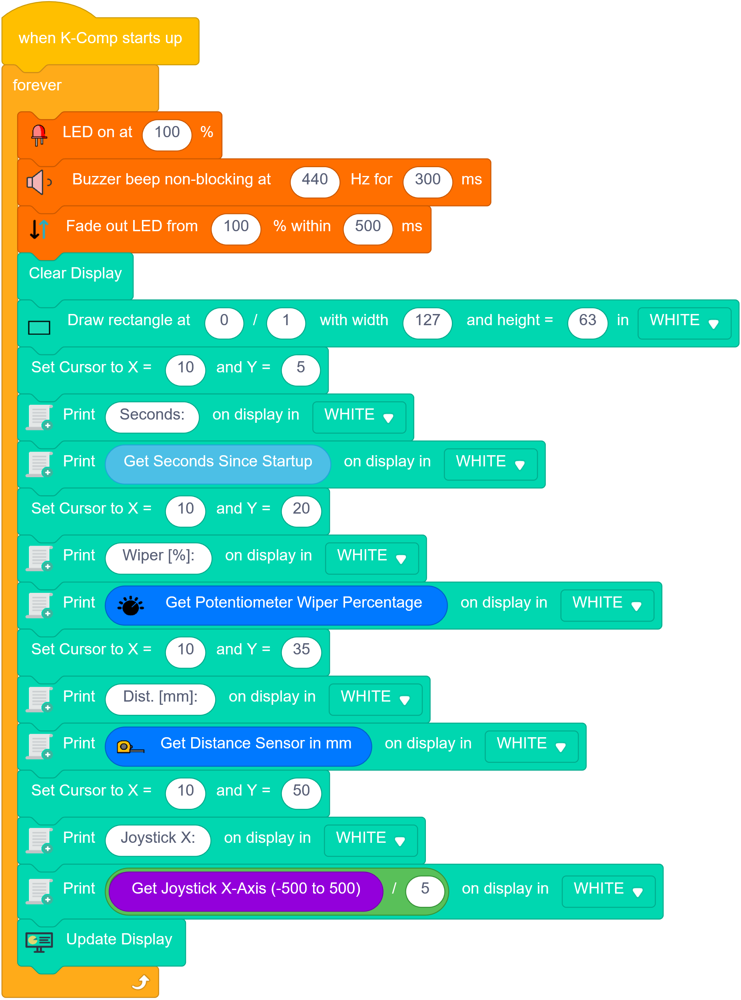 when K-Comp starts up
forever
LED on at 100 %
Buzzer beep non-blocking at 440 Hz for 300 ms
Fade out LED from 100 % within 500 ms
Clear Display
Draw rectangle at 0 / 1 with width 127 and height = 63 in WHITE
Set Cursor to X = 10 and Y = 5
Print Seconds: on display in WHITE
Print Get Seconds Since Startup on display in WHITE
Set Cursor to X = 10 and Y = 20
Print Wiper [%]: on display in WHITE
Print Get Potentiometer Wiper Percentage on display in WHITE
Set Cursor to X = 10 and Y = 35
Print Dist. [mm]: on display in WHITE
Print Get Distance Sensor in mm on display in WHITE
Set Cursor to X = 10 and Y = 50
Print Joystick X: on display in WHITE
Print Get Joystick X-Axis (-500 to 500) / 5 on display in WHITE
Update Display